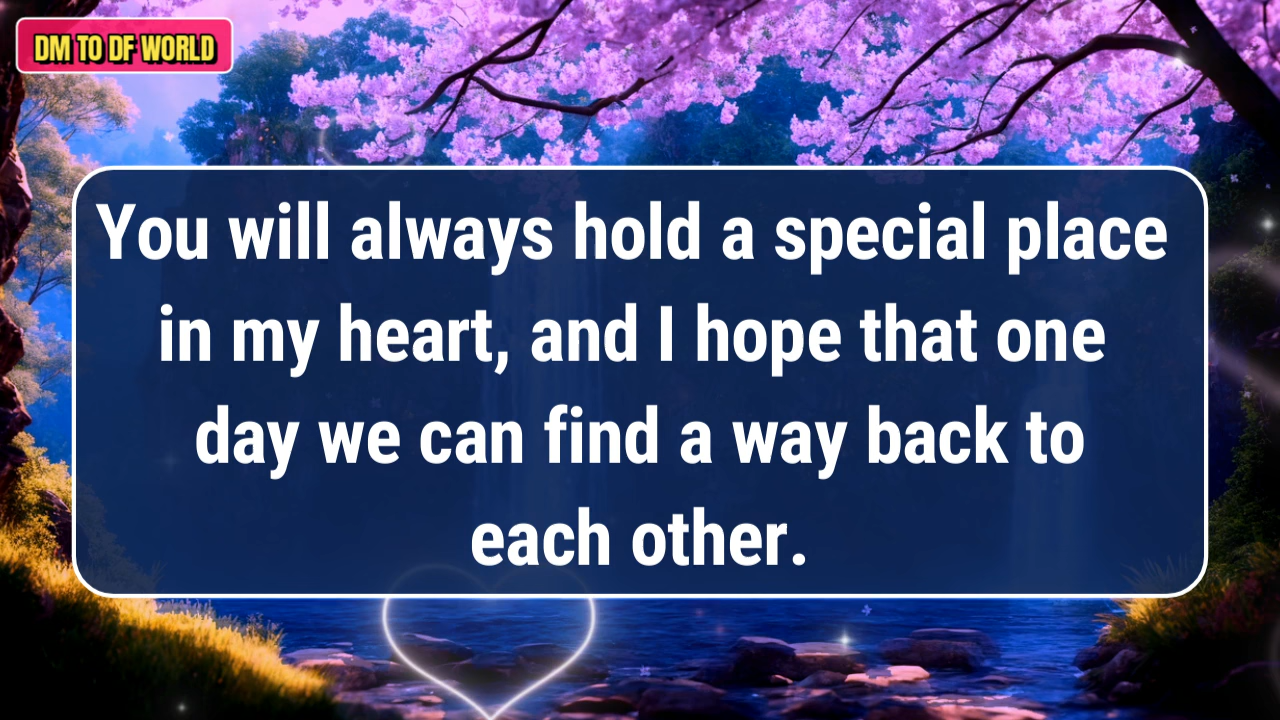 DM TO DF WORLD
You will always hold a special place
in my heart, and I hope that one
day we can find a way back to
each other.